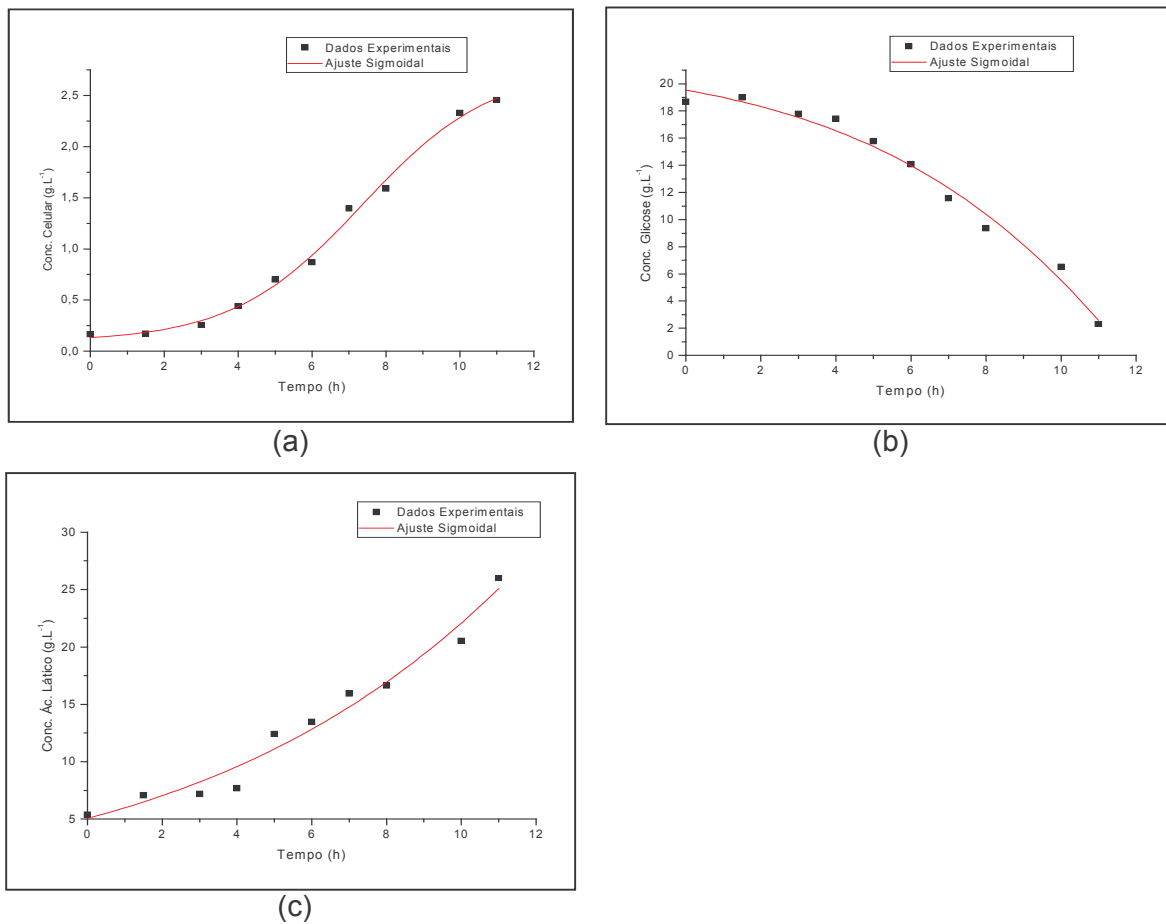 Dados Experimentais
Ajuste Sigmoidal
Conc. Celular (g.L⁻¹)
2,5
2,0
1,5
1,0
0,5
0,0
0 2 4 6 8 10 12
Tempo (h)
(a)
Dados Experimentais
Ajuste Sigmoidal
Conc. Glicose (g.L⁻¹)
20
18
16
14
12
10
8
6
4
2
0
0 2 4 6 8 10 12
Tempo (h)
(b)
Dados Experimentais
Ajuste Sigmoidal
Conc. Ác. Lático (g.L⁻¹)
30
25
20
15
10
5
0 2 4 6 8 10 12
Tempo (h)
(c)